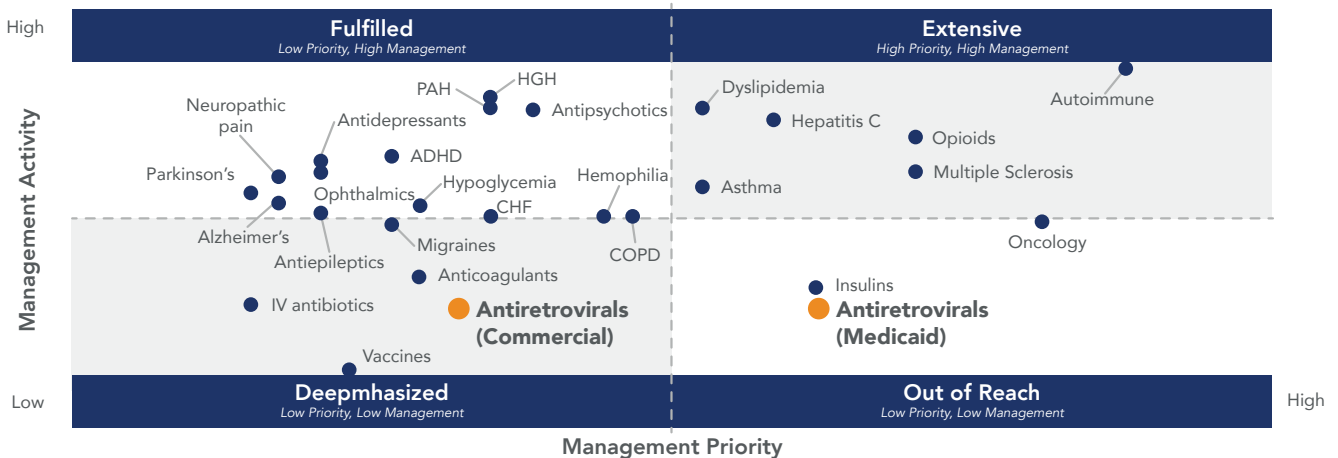 High
Fulfilled
Low Priority, High Management
Extensive
High Priority, High Management
HGH
PAH
Antipsychotics
Neuropathic
pain
Antidepressants
ADHD
Parkinson's
Ophthalmics
Hypoglycemia
Hemophilia
CHF
Alzheimer's
Antiepileptics
Migraines
COPD
Anticoagulants
IV antibiotics
Antiretrovirals
(Commercial)
Vaccines
Dyslipidemia
Autoimmune
Hepatitis C
Opioids
Multiple Sclerosis
Asthma
Oncology
Insulins
Antiretrovirals
(Medicaid)
Management Activity
Low
Deepmhasized
Low Priority, Low Management
Out of Reach
Low Priority, Low Management
High
Management Priority